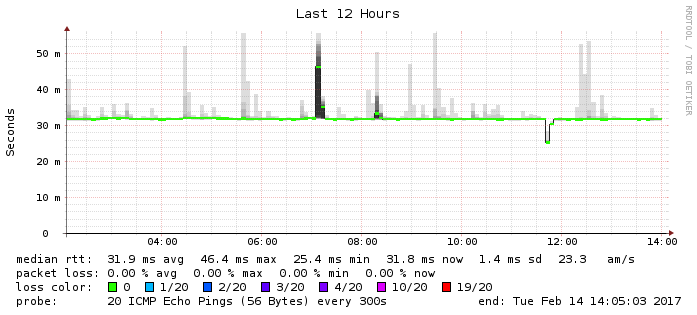 Last 12 Hours
RRDTOOL / TOBI OETIKER
Seconds
50 m
40 m
30 m
20 m
10 m
0
04:00 06:00 08:00 10:00 12:00 14:00
median rtt: 31.9 ms avg 46.4 ms max 25.4 ms min 31.8 ms now 1.4 ms sd 23.3 am/s
packet loss: 0.00 % avg 0.00 % max 0.00 % min 0.00 % now
loss color: 0 1/20 2/20 3/20 4/20 10/20 19/20
probe: 20 ICMP Echo Pings (56 Bytes) every 300s end: Tue Feb 14 14:05:03 2017